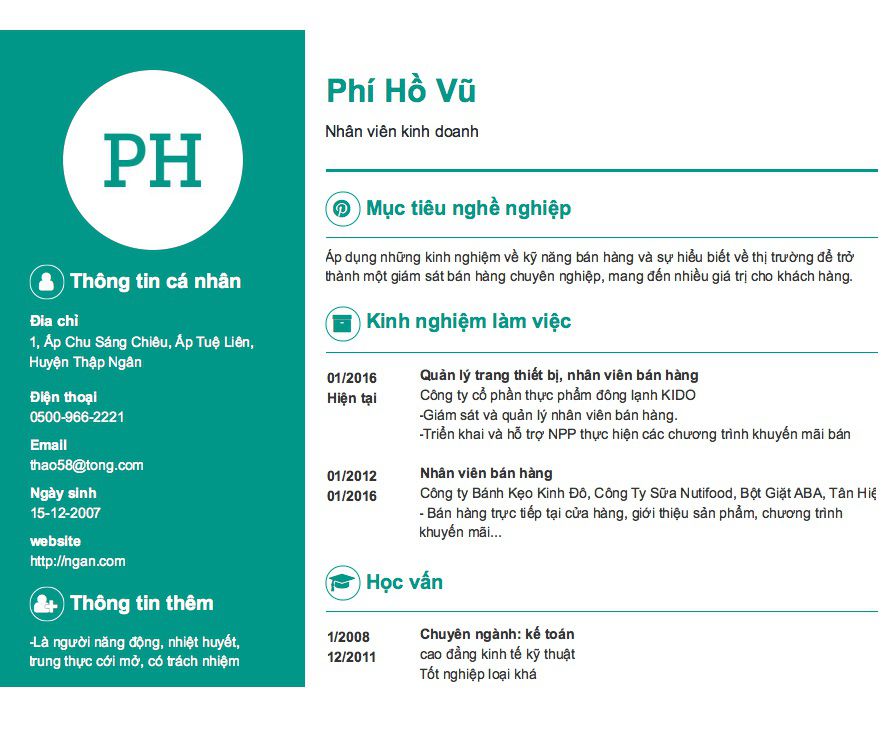 PH
Thông tin cá nhân
Địa chỉ
1, Ấp Chu Sáng Chiêu, Ấp Tuệ Liên,
Huyện Thập Ngân
Điện thoại
0500-966-2221
Email
thao58@tong.com
Ngày sinh
15-12-2007
website
http://ngan.com
Thông tin thêm
-Là người năng động, nhiệt huyết,
trung thực cới mở, có trách nhiệm
Phí Hồ Vũ
Nhân viên kinh doanh
Mục tiêu nghề nghiệp
Áp dụng những kinh nghiệm về kỹ năng bán hàng và sự hiểu biết về thị trường để trở
thành một giám sát bán hàng chuyên nghiệp, mang đến nhiều giá trị cho khách hàng.
Kinh nghiệm làm việc
01/2016
Hiện tại
Quản lý trang thiết bị, nhân viên bán hàng
Công ty cổ phần thực phẩm đông lạnh KIDO
-Giám sát và quản lý nhân viên bán hàng.
-Triển khai và hỗ trợ NPP thực hiện các chương trình khuyến mãi bán
01/2012
01/2016
Nhân viên bán hàng
Công ty Bánh Kẹo Kinh Đô, Công Ty Sữa Nutifood, Bột Giặt ABA, Tân Hiệ
- Bán hàng trực tiếp tại cửa hàng, giới thiệu sản phẩm, chương trình
khuyến mãi...
Học vấn
1/2008
12/2011
Chuyên ngành: kế toán
cao đẳng kinh tế kỹ thuật
Tốt nghiệp loại khá